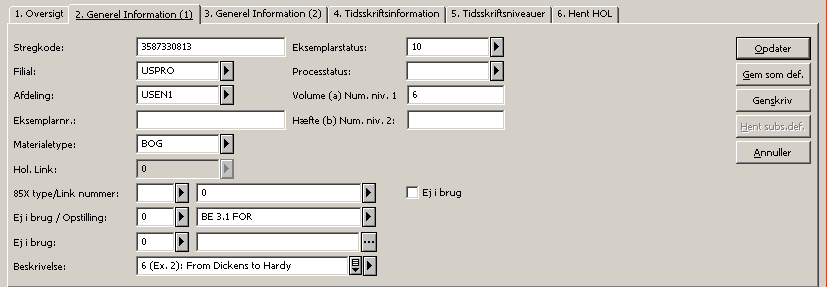 1. Oversigt 2. Generel Information (1) 3. Generel Information (2) 4. Tidsskriftsinformation 5. Tidsskriftsniveauer 6. Hent HOL
Stregkode: 3587330813 Eksemplarstatus: 10 Opdater
Filial: USPRO Processtatus: Gem som def.
Afdeling: USEN1 Volume (a) Num. niv. 1 6 Genskriv
Eksemplarnr.: Hæfte (b) Num. niv. 2: Hent subs.def.
Materialetype: BOG Annuller
Hol. Link: 0
85X type/Link nummer: 0 Ej i brug
Ej i brug / Opstilling: 0 BE 3.1 FOR
Ej i brug: 0 ...
Beskrivelse: 6 (Ex. 2): From Dickens to Hardy